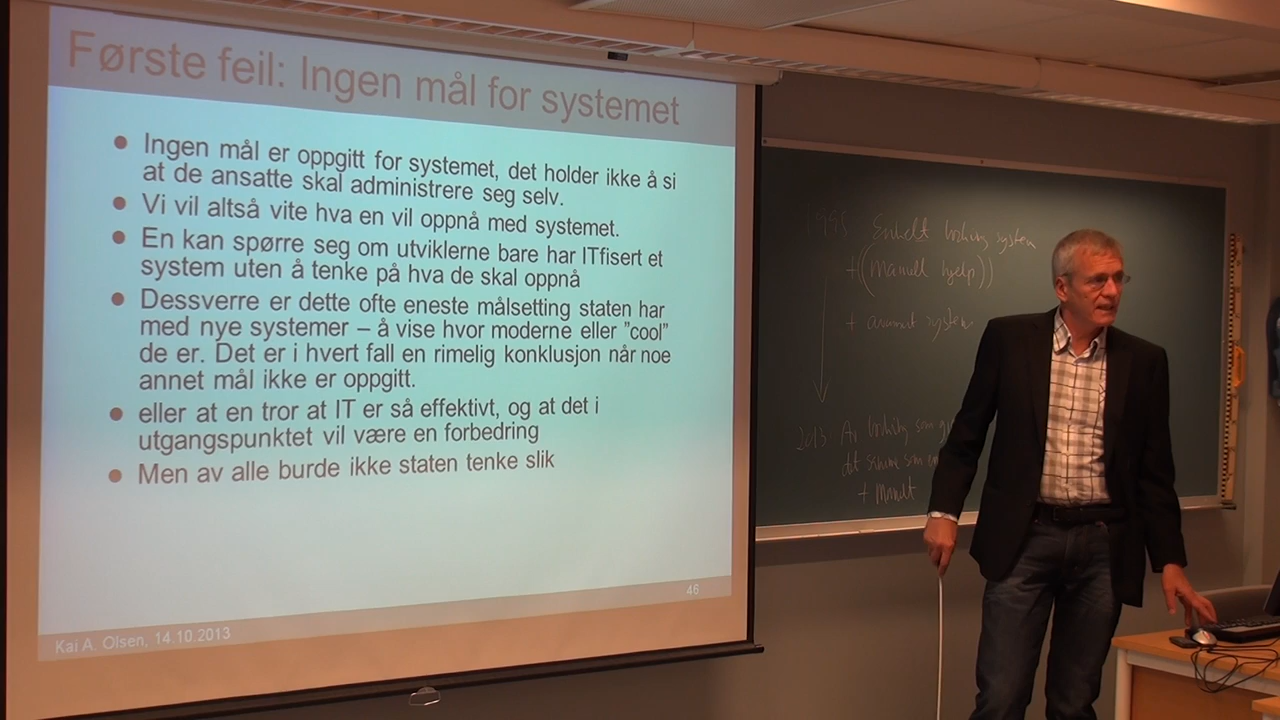 Første feil: Ingen mål for systemet
● Ingen mål er oppgitt for systemet, det holder ikke å si
at de ansatte skal administrere seg selv.
● Vi vil altså vite hva en vil oppnå med systemet.
● En kan spørre seg om utviklerne bare har ITfisert et
system uten å tenke på hva de skal oppnå
● Dessverre er dette ofte eneste målsetting staten har
med nye systemer – å vise hvor moderne eller ”cool”
de er. Det er i hvert fall en rimelig konklusjon når noe
annet mål ikke er oppgitt.
● eller at en tror at IT er så effektivt, og at det i
utgangspunktet vil være en forbedring
● Men av alle burde ikke staten tenke slik
46
Kai A. Olsen, 14.10.2013
1995 Enkelt system
+ ((Manuell hjelp))
+ system
2013
det samme som
+ Manuelt